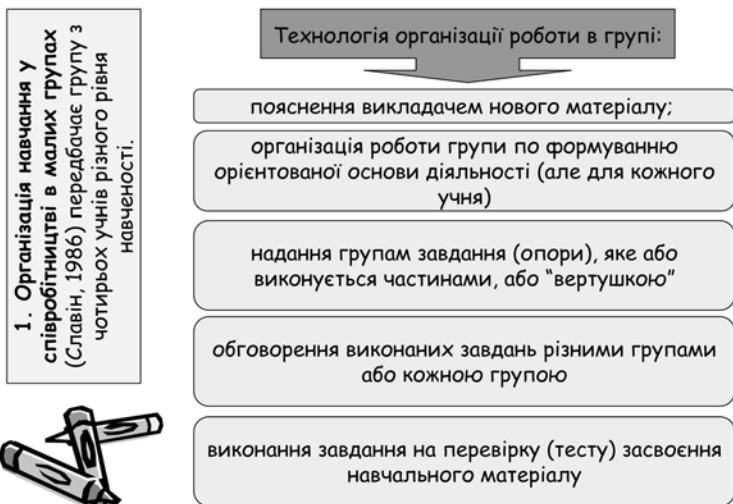 1. Організація навчання у
співробітництві в малих групах
(Славін, 1986) передбачає групу з
чотирьох учнів різного рівня
навченості.
Технологія організації роботи в групі:
пояснення викладачем нового матеріалу;
організація роботи групи по формуванню
орієнтованої основи діяльності (але для кожного
учня)
надання групам завдання (опори), яке або
виконується частинами, або “вертушкою”
обговорення виконаних завдань різними групами
або кожною групою
виконання завдання на перевірку (тесту) засвоєння
навчального матеріалу